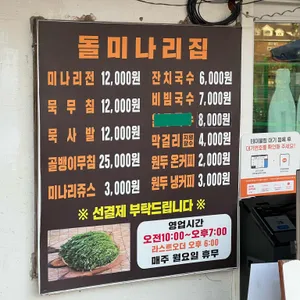 돌미나리집
미나리전 12,000원
묵무침 12,000원
묵사발 12,000원
골뱅이무침 25,000원
미나리쥬스 3,000원
잔치국수 6,000원
비빔국수 7,000원
8,000원
막걸리 4,000원
원두온커피 2,000원
원두냉커피 3,000원
※ 선결제 부탁드립니다 ※
영업시간
오전10:00~오후7:00
라스트오더 오후 6:00
매주 월요일 휴무